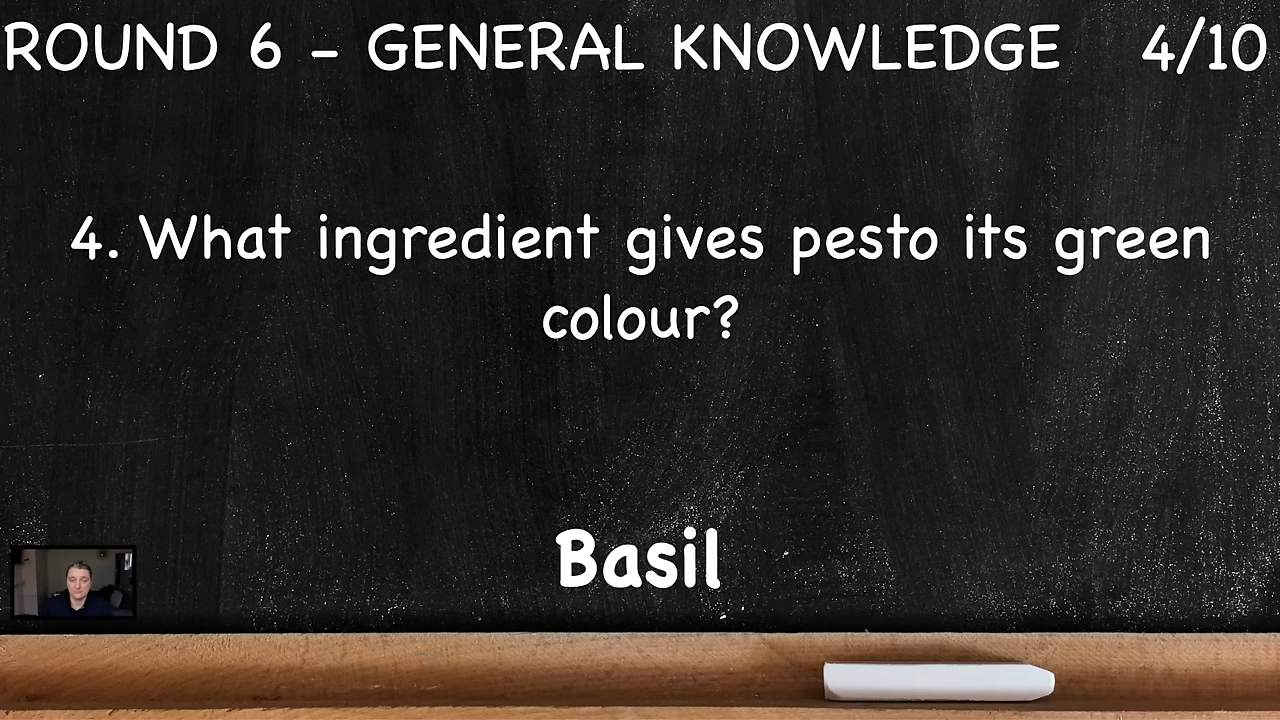 ROUND 6 - GENERAL KNOWLEDGE 4/10
4. What ingredient gives pesto its green
colour?
Basil